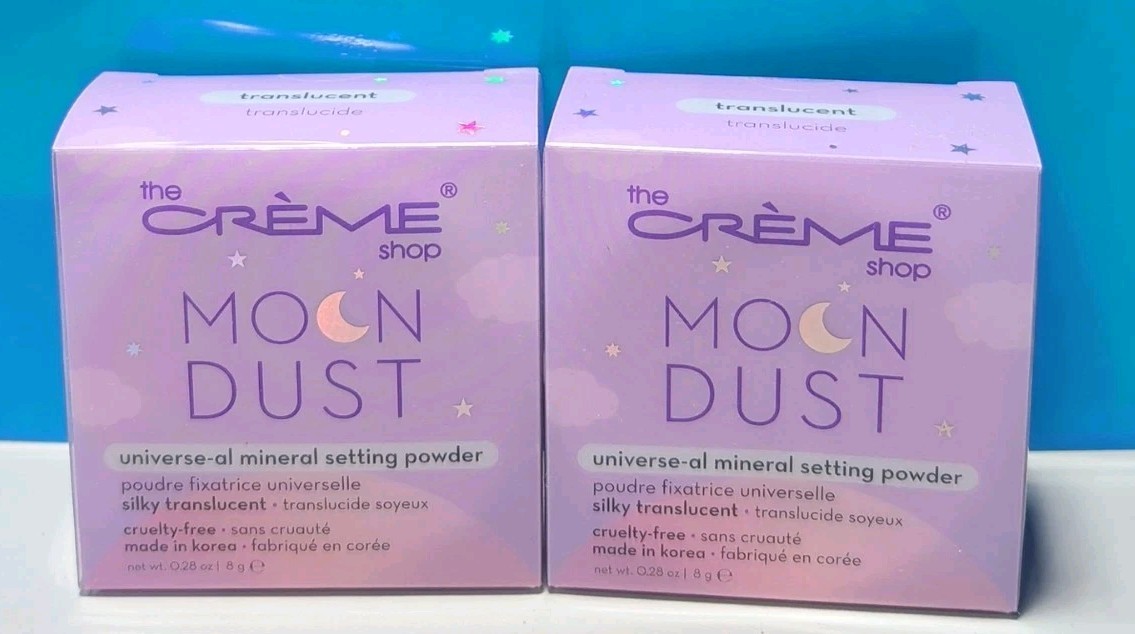 translucent
translucide
the
CRÈME®
shop
MOON
DUST
universe-al mineral setting powder
poudre fixatrice universelle
silky translucent • translucide soyeux
cruelty-free • sans cruauté
made in korea • fabriqué en corée
net wt. 0.28 oz | 8 g ℮
translucent
translucide
the
CRÈME®
shop
MOON
DUST
universe-al mineral setting powder
poudre fixatrice universelle
silky translucent • translucide soyeux
cruelty-free • sans cruauté
made in korea • fabriqué en corée
net wt. 0.28 oz | 8 g ℮